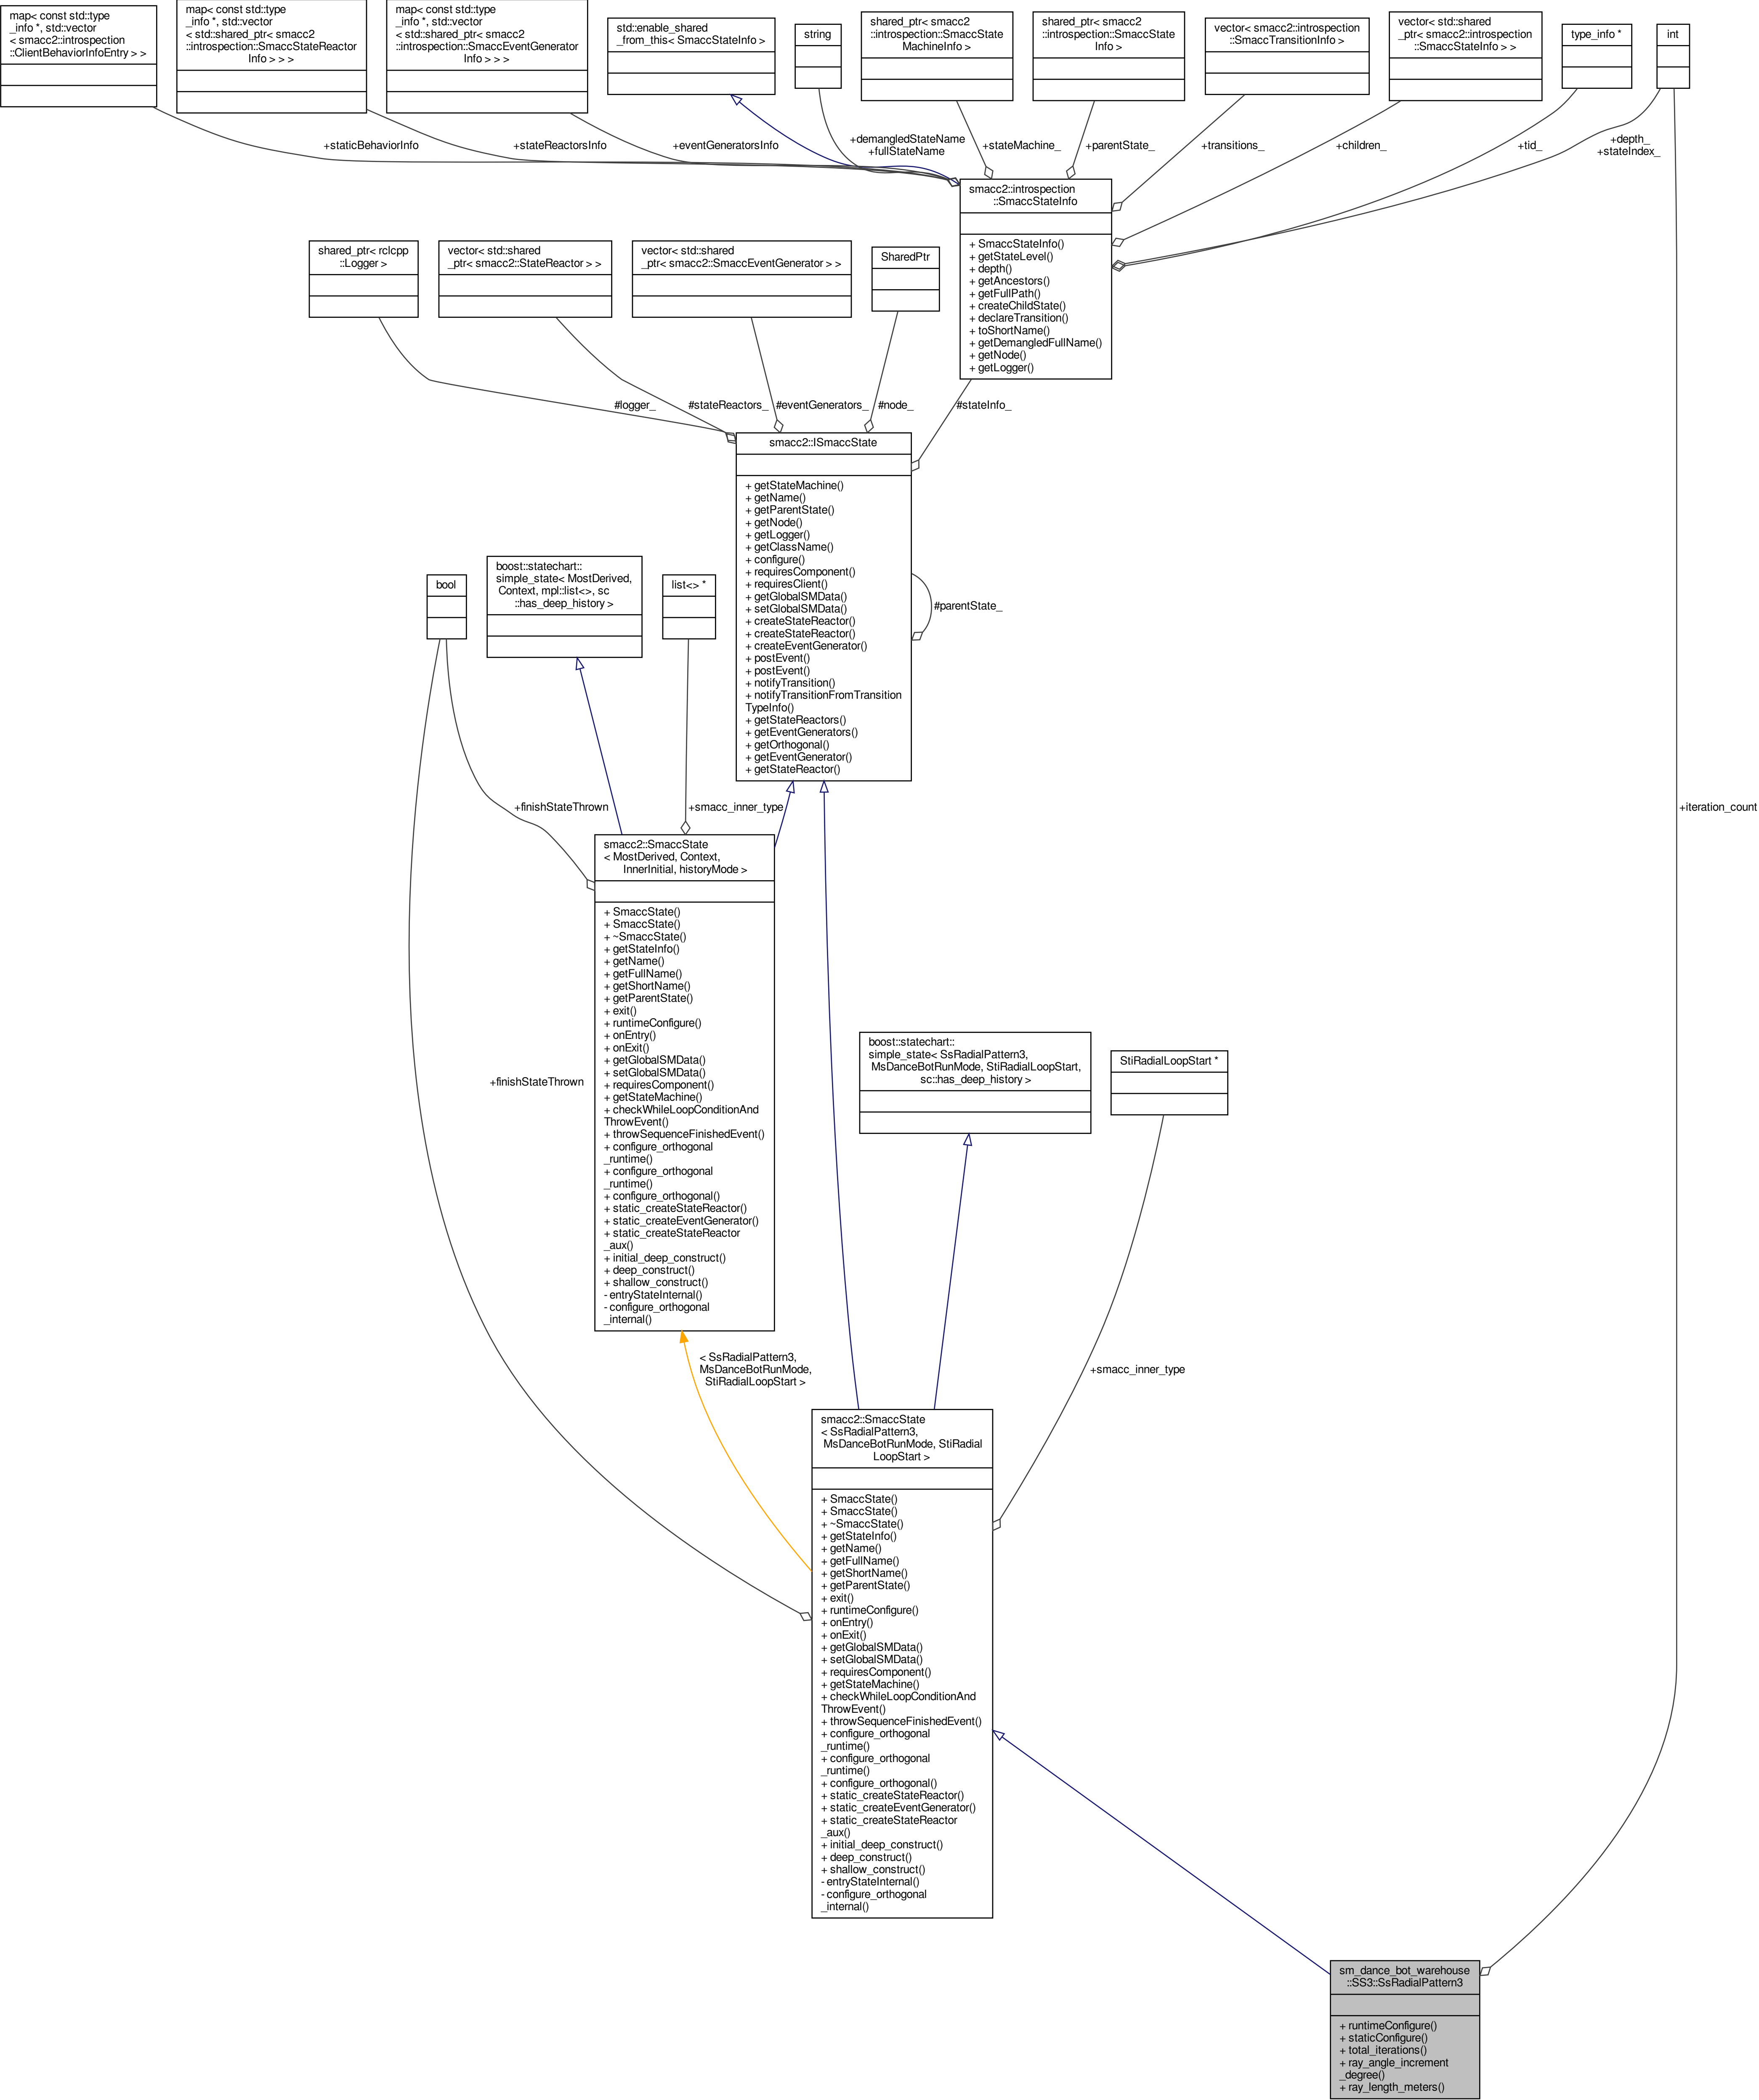 map< const std::type
_info *, std::vector
< smacc2::introspection
::ClientBehaviorInfoEntry > >
map< const std::type
_info *, std::vector
< std::shared_ptr< smacc2
::introspection::SmaccStateReactor
Info > > >
map< const std::type
_info *, std::vector
< std::shared_ptr< smacc2
::introspection::SmaccEventGenerator
Info > > >
std::enable_shared
_from_this< SmaccStateInfo >
string
shared_ptr< smacc2
::introspection::SmaccState
MachineInfo >
shared_ptr< smacc2
::introspection::SmaccState
Info >
vector< smacc2::introspection
::SmaccTransitionInfo >
vector< std::shared
_ptr< smacc2::introspection
::SmaccStateInfo > >
type_info *
int
+staticBehaviorInfo
+stateReactorsInfo
+eventGeneratorsInfo
+demangledStateName
+fullStateName
+stateMachine_
+parentState_
+transitions_
+children_
+tid_
+depth_
+stateIndex_
smacc2::introspection
::SmaccStateInfo
+ SmaccStateInfo()
+ getStateLevel()
+ depth()
+ getAncestors()
+ getFullPath()
+ createChildState()
+ declareTransition()
+ toShortName()
+ getDemangledFullName()
+ getNode()
+ getLogger()
shared_ptr< rclcpp
::Logger >
vector< std::shared
_ptr< smacc2::StateReactor > >
vector< std::shared
_ptr< smacc2::SmaccEventGenerator > >
SharedPtr
#logger_
#stateReactors_
#eventGenerators_
#node_
#stateInfo_
smacc2::ISmaccState
+ getStateMachine()
+ getName()
+ getParentState()
+ getNode()
+ getLogger()
+ getClassName()
+ configure()
+ requiresComponent()
+ requiresClient()
+ getGlobalSMData()
+ setGlobalSMData()
+ createStateReactor()
+ createStateReactor()
+ createEventGenerator()
+ postEvent()
+ postEvent()
+ notifyTransition()
+ notifyTransitionFromTransition
TypeInfo()
+ getStateReactors()
+ getEventGenerators()
+ getOrthogonal()
+ getEventGenerator()
+ getStateReactor()
#parentState_
bool
boost::statechart::
simple_state< MostDerived,
Context, mpl::list<>, sc
::has_deep_history >
list<> *
+finishStateThrown
+smacc_inner_type
+iteration_count
smacc2::SmaccState
< MostDerived, Context,
InnerInitial, historyMode >
+ SmaccState()
+ SmaccState()
+ ~SmaccState()
+ getStateInfo()
+ getName()
+ getFullName()
+ getShortName()
+ getParentState()
+ exit()
+ runtimeConfigure()
+ onEntry()
+ onExit()
+ getGlobalSMData()
+ setGlobalSMData()
+ requiresComponent()
+ getStateMachine()
+ checkWhileLoopConditionAnd
ThrowEvent()
+ throwSequenceFinishedEvent()
+ configure_orthogonal
_runtime()
+ configure_orthogonal
_runtime()
+ configure_orthogonal()
+ static_createStateReactor()
+ static_createEventGenerator()
+ static_createStateReactor
_aux()
+ initial_deep_construct()
+ deep_construct()
+ shallow_construct()
- entryStateInternal()
- configure_orthogonal
_internal()
+finishStateThrown
boost::statechart::
simple_state< SsRadialPattern3,
MsDanceBotRunMode, StiRadialLoopStart,
sc::has_deep_history >
StiRadialLoopStart *
< SsRadialPattern3,
MsDanceBotRunMode,
StiRadialLoopStart >
+smacc_inner_type
smacc2::SmaccState
< SsRadialPattern3,
MsDanceBotRunMode, StiRadial
LoopStart >
+ SmaccState()
+ SmaccState()
+ ~SmaccState()
+ getStateInfo()
+ getName()
+ getFullName()
+ getShortName()
+ getParentState()
+ exit()
+ runtimeConfigure()
+ onEntry()
+ onExit()
+ getGlobalSMData()
+ setGlobalSMData()
+ requiresComponent()
+ getStateMachine()
+ checkWhileLoopConditionAnd
ThrowEvent()
+ throwSequenceFinishedEvent()
+ configure_orthogonal
_runtime()
+ configure_orthogonal
_runtime()
+ configure_orthogonal()
+ static_createStateReactor()
+ static_createEventGenerator()
+ static_createStateReactor
_aux()
+ initial_deep_construct()
+ deep_construct()
+ shallow_construct()
- entryStateInternal()
- configure_orthogonal
_internal()
sm_dance_bot_warehouse
::SS3::SsRadialPattern3
+ runtimeConfigure()
+ staticConfigure()
+ total_iterations()
+ ray_angle_increment
_degree()
+ ray_length_meters()